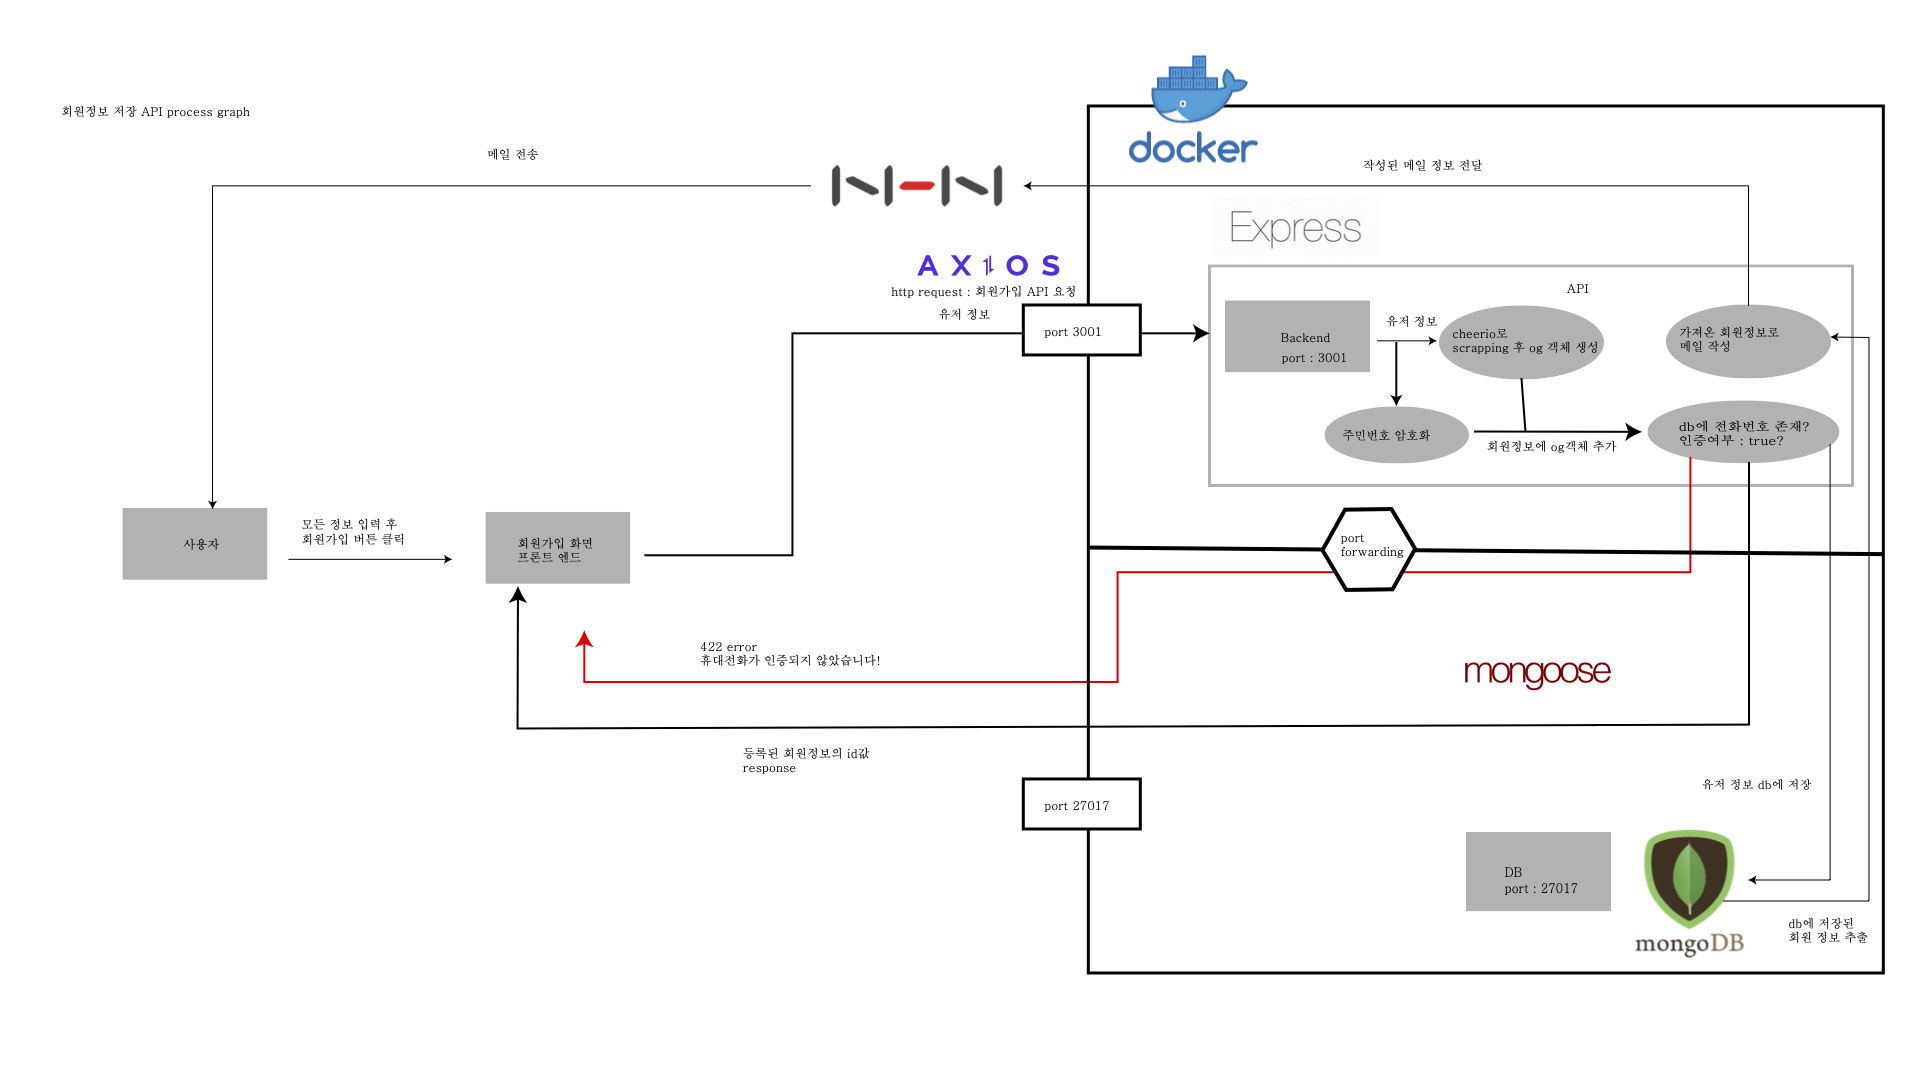 회원정보 저장 API process graph
메일 전송
docker
작성된 메일 정보 전달
NHN
Express
AXIOS
http request : 회원가입 API 요청
유저 정보
port 3001
API
Backend
port : 3001
유저 정보
cheerio로
scrapping 후 og 객체 생성
가져온 회원정보로
메일 작성
주민번호 암호화
회원정보에 og객체 추가
db에 전화번호 존재?
인증여부 : true?
사용자
모든 정보 입력 후
회원가입 버튼 클릭
회원가입 화면
프론트 엔드
port
forwarding
422 error
휴대전화가 인증되지 않았습니다!
mongoose
등록된 회원정보의 id값
response
port 27017
유저 정보 db에 저장
DB
port : 27017
mongoDB
db에 저장된
회원 정보 추출